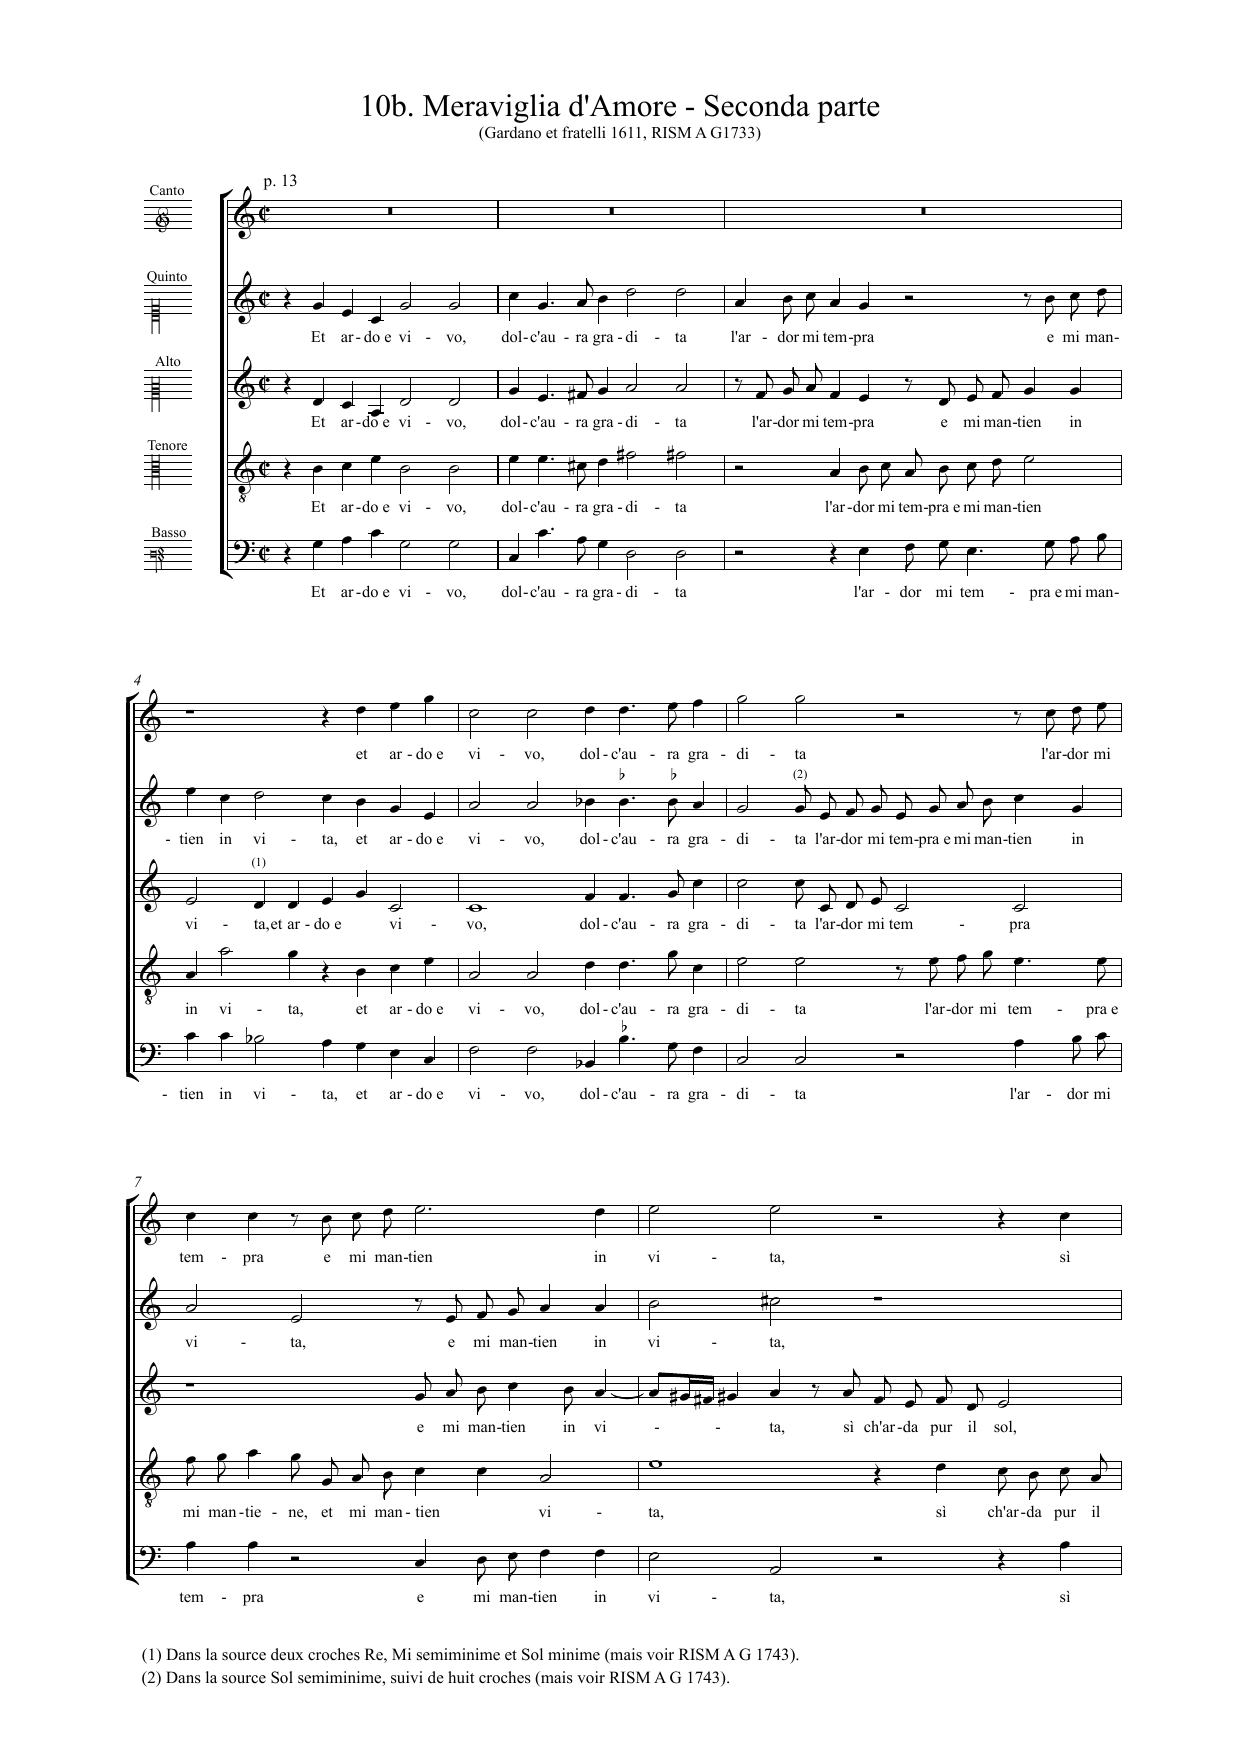 10b. Meraviglia d'Amore - Seconda parte
(Gardano et fratelli 1611, RISM A G1733)
p. 13
Canto
Quinto
Et ar - do e vi - vo, dol - c'au - ra gra - di - ta l'ar - dor mi tem - pra e mi man-
Alto
Et ar - do e vi - vo, dol - c'au - ra gra - di - ta l'ar - dor mi tem - pra e mi man - tien in
Tenore
8
Et ar - do e vi - vo, dol - c'au - ra gra - di - ta l'ar - dor mi tem - pra e mi man - tien
Basso
Et ar - do e vi - vo, dol - c'au - ra gra - di - ta l'ar - dor mi tem - pra e mi man-
4
et ar - do e vi - vo, dol - c'au - ra gra - di - ta l'ar - dor mi
(2)
- tien in vi - ta, et ar - do e vi - vo, dol - c'au - ra gra - di - ta l'ar - dor mi tem - pra e mi man - tien in
(1)
vi - ta, et ar - do e vi - vo, dol - c'au - ra gra - di - ta l'ar - dor mi tem - pra
8
in vi - ta, et ar - do e vi - vo, dol - c'au - ra gra - di - ta l'ar - dor mi tem - pra e
- tien in vi - ta, et ar - do e vi - vo, dol - c'au - ra gra - di - ta l'ar - dor mi
7
tem - pra e mi man - tien in vi - ta, sì
vi - ta, e mi man - tien in vi - ta,
e mi man - tien in vi - - ta, sì ch'ar - da pur il sol,
8
mi man - tie - ne, et mi man - tien vi - ta, sì ch'ar - da pur il
tem - pra e mi man - tien in vi - ta, sì
(1) Dans la source deux croches Re, Mi semiminime et Sol minime (mais voir RISM A G 1743).
(2) Dans la source Sol semiminime, suivi de huit croches (mais voir RISM A G 1743).